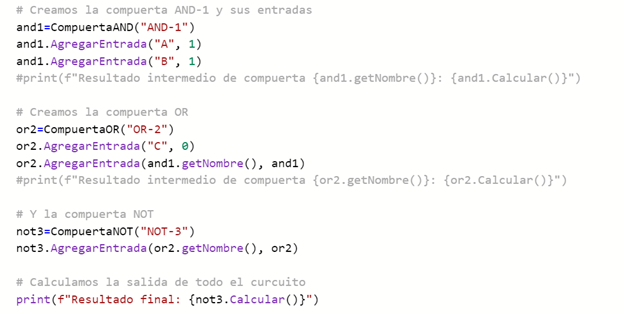 # Creamos la compuerta AND-1 y sus entradas
and1=CompuertaAND("AND-1")
and1.AgregarEntrada("A", 1)
and1.AgregarEntrada("B", 1)
#print(f"Resultado intermedio de compuerta {and1.getNombre()}: {and1.Calcular()}")
# Creamos la compuerta OR
or2=CompuertaOR("OR-2")
or2.AgregarEntrada("C", 0)
or2.AgregarEntrada(and1.getNombre(), and1)
#print(f"Resultado intermedio de compuerta {or2.getNombre()}: {or2.Calcular()}")
# Y la compuerta NOT
not3=CompuertaNOT("NOT-3")
not3.AgregarEntrada(or2.getNombre(), or2)
# Calculamos la salida de todo el curcuito
print(f"Resultado final: {not3.Calcular()}")